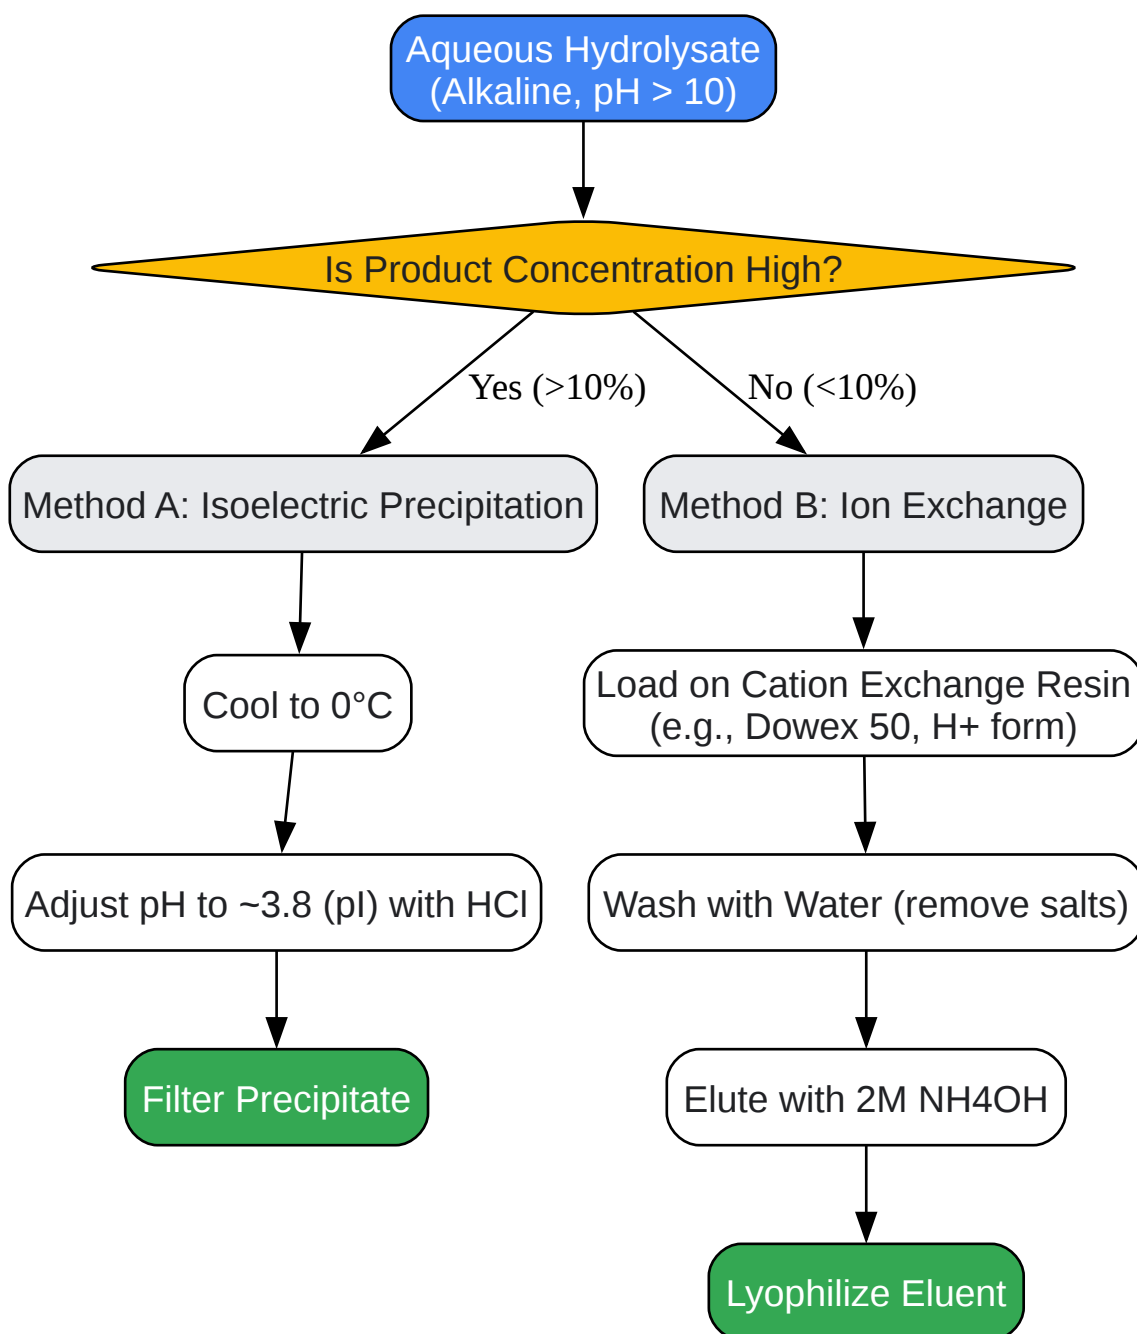 Aqueous Hydrolysate
(Alkaline, pH > 10)
Is Product Concentration High?
Yes (>10%)
No (<10%)
Method A: Isoelectric Precipitation
Method B: Ion Exchange
Cool to 0°C
Load on Cation Exchange Resin
(e.g., Dowex 50, H+ form)
Adjust pH to ~3.8 (pI) with HCl
Wash with Water (remove salts)
Filter Precipitate
Elute with 2M NH4OH
Lyophilize Eluent